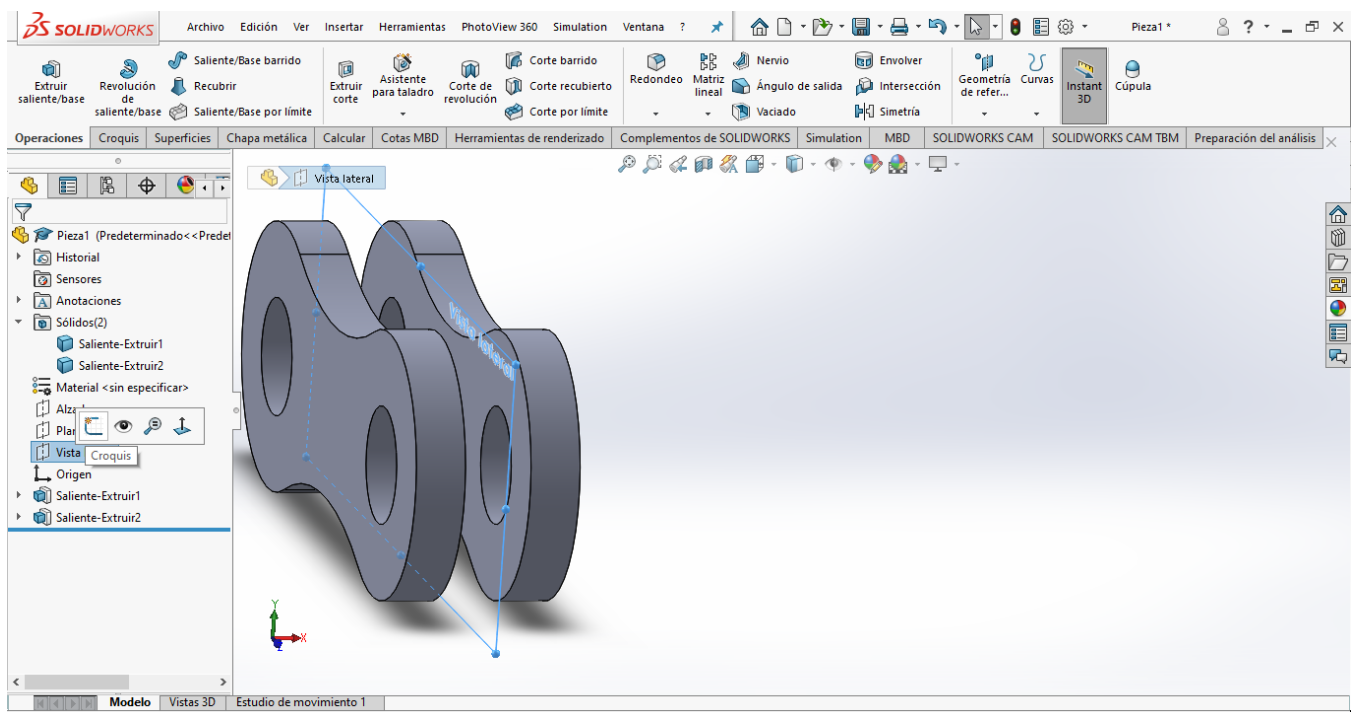 SOLIDWORKS Archivo Edición Ver Insertar Herramientas PhotoView 360 Simulation Ventana ? Pieza1 * ?
Extruir saliente/base
Revolución de saliente/base
Saliente/Base barrido
Recubrir
Saliente/Base por límite
Extruir corte
Asistente para taladro
Corte de revolución
Corte barrido
Corte recubierto
Corte por límite
Redondeo
Matriz lineal
Nervio
Ángulo de salida
Vaciado
Envolver
Intersección
Simetría
Geometría de refer...
Curvas
Instant 3D
Cúpula
Operaciones Croquis Superficies Chapa metálica Calcular Cotas MBD Herramientas de renderizado Complementos de SOLIDWORKS Simulation MBD SOLIDWORKS CAM SOLIDWORKS CAM TBM Preparación del análisis
Vista lateral
Pieza1 (Predeterminado<<Predet
Historial
Sensores
Anotaciones
Sólidos(2)
Saliente-Extruir1
Saliente-Extruir2
Material <sin especificar>
Alza
Plan
Vista
Croquis
Origen
Saliente-Extruir1
Saliente-Extruir2
Vista lateral
Y
X
Z
Modelo Vistas 3D Estudio de movimiento 1